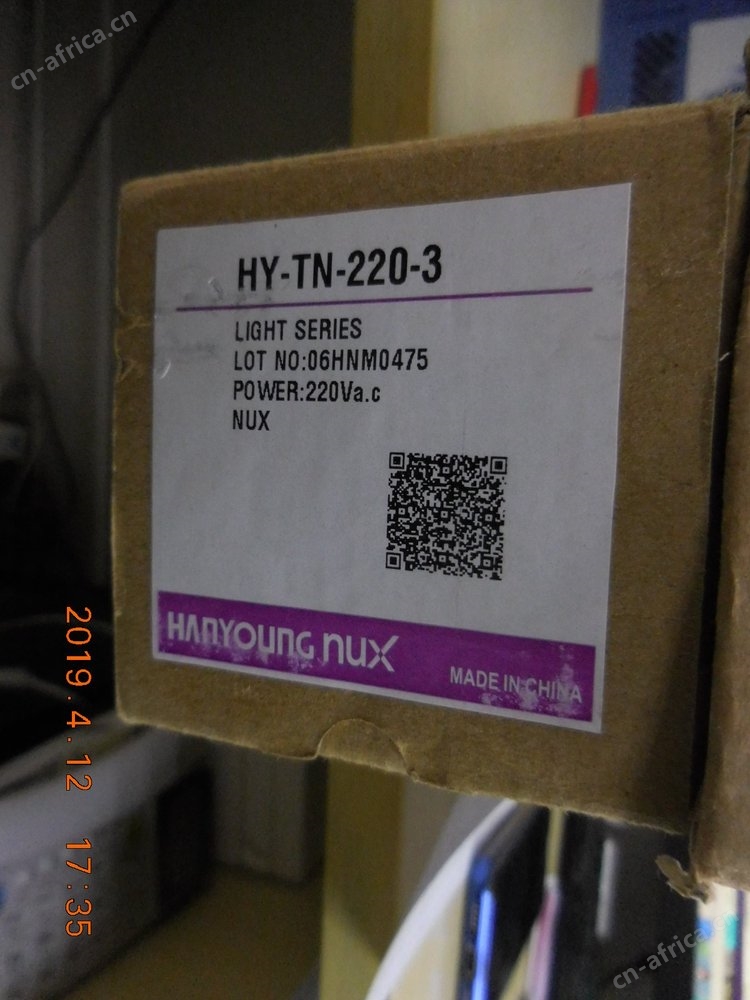 cn-africa.cn
HY-TN-220-3
LIGHT SERIES
LOT NO:06HNM0475
POWER:220Va.c
NUX
HANYOUNG nux
MADE IN CHINA
2019.4.12 17:35
cn-africa.cn